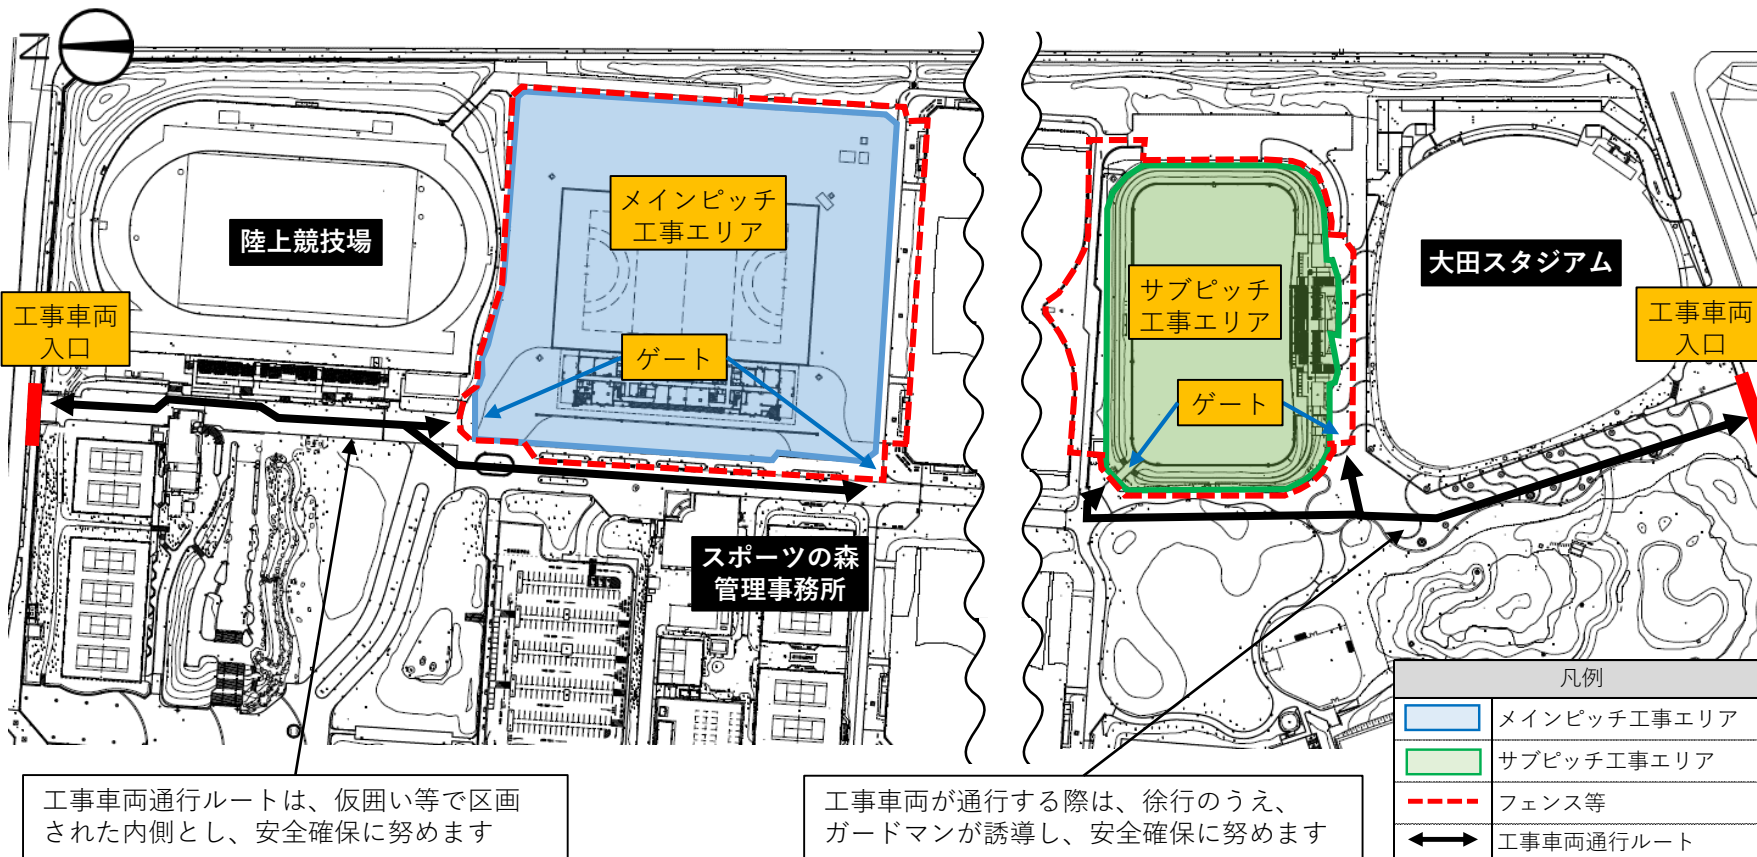 N
陸上競技場
メインピッチ
工事エリア
サブピッチ
工事エリア
大田スタジアム
工事車両
入口
工事車両
入口
ゲート
ゲート
スポーツの森
管理事務所
凡例
メインピッチ工事エリア
サブピッチ工事エリア
フェンス等
工事車両通行ルート
工事車両通行ルートは、仮囲い等で区画
された内側とし、安全確保に努めます
工事車両が通行する際は、徐行のうえ、
ガードマンが誘導し、安全確保に努めます